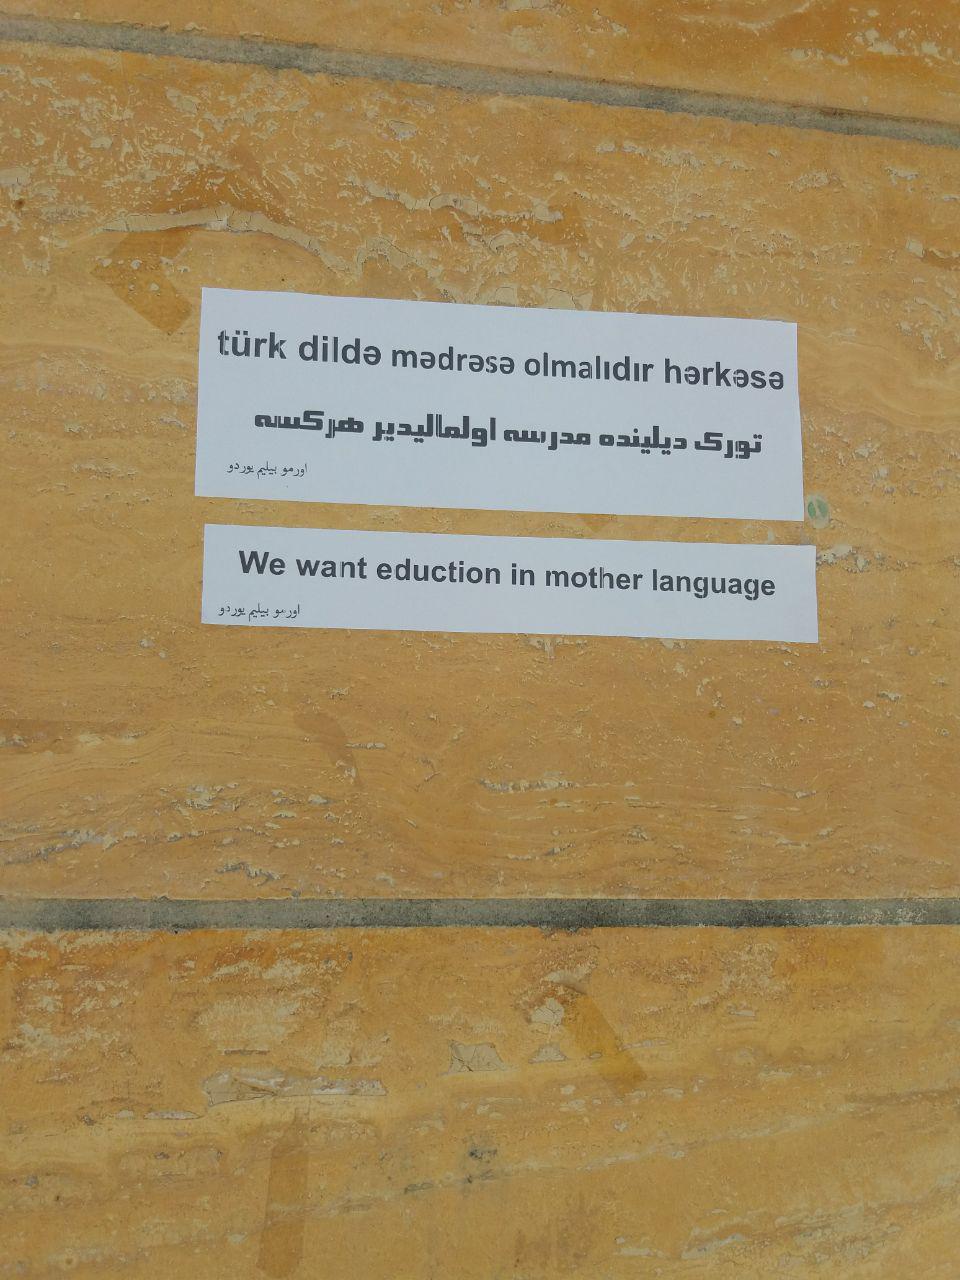 türk dildə mədrəsə olmalıdır hərkəsə
تورک دیلینده مدرسه اولمالیدیر هرکسه
اورمو بیلیم یوردو
We want eduction in mother language
اورمو بیلیم یوردو